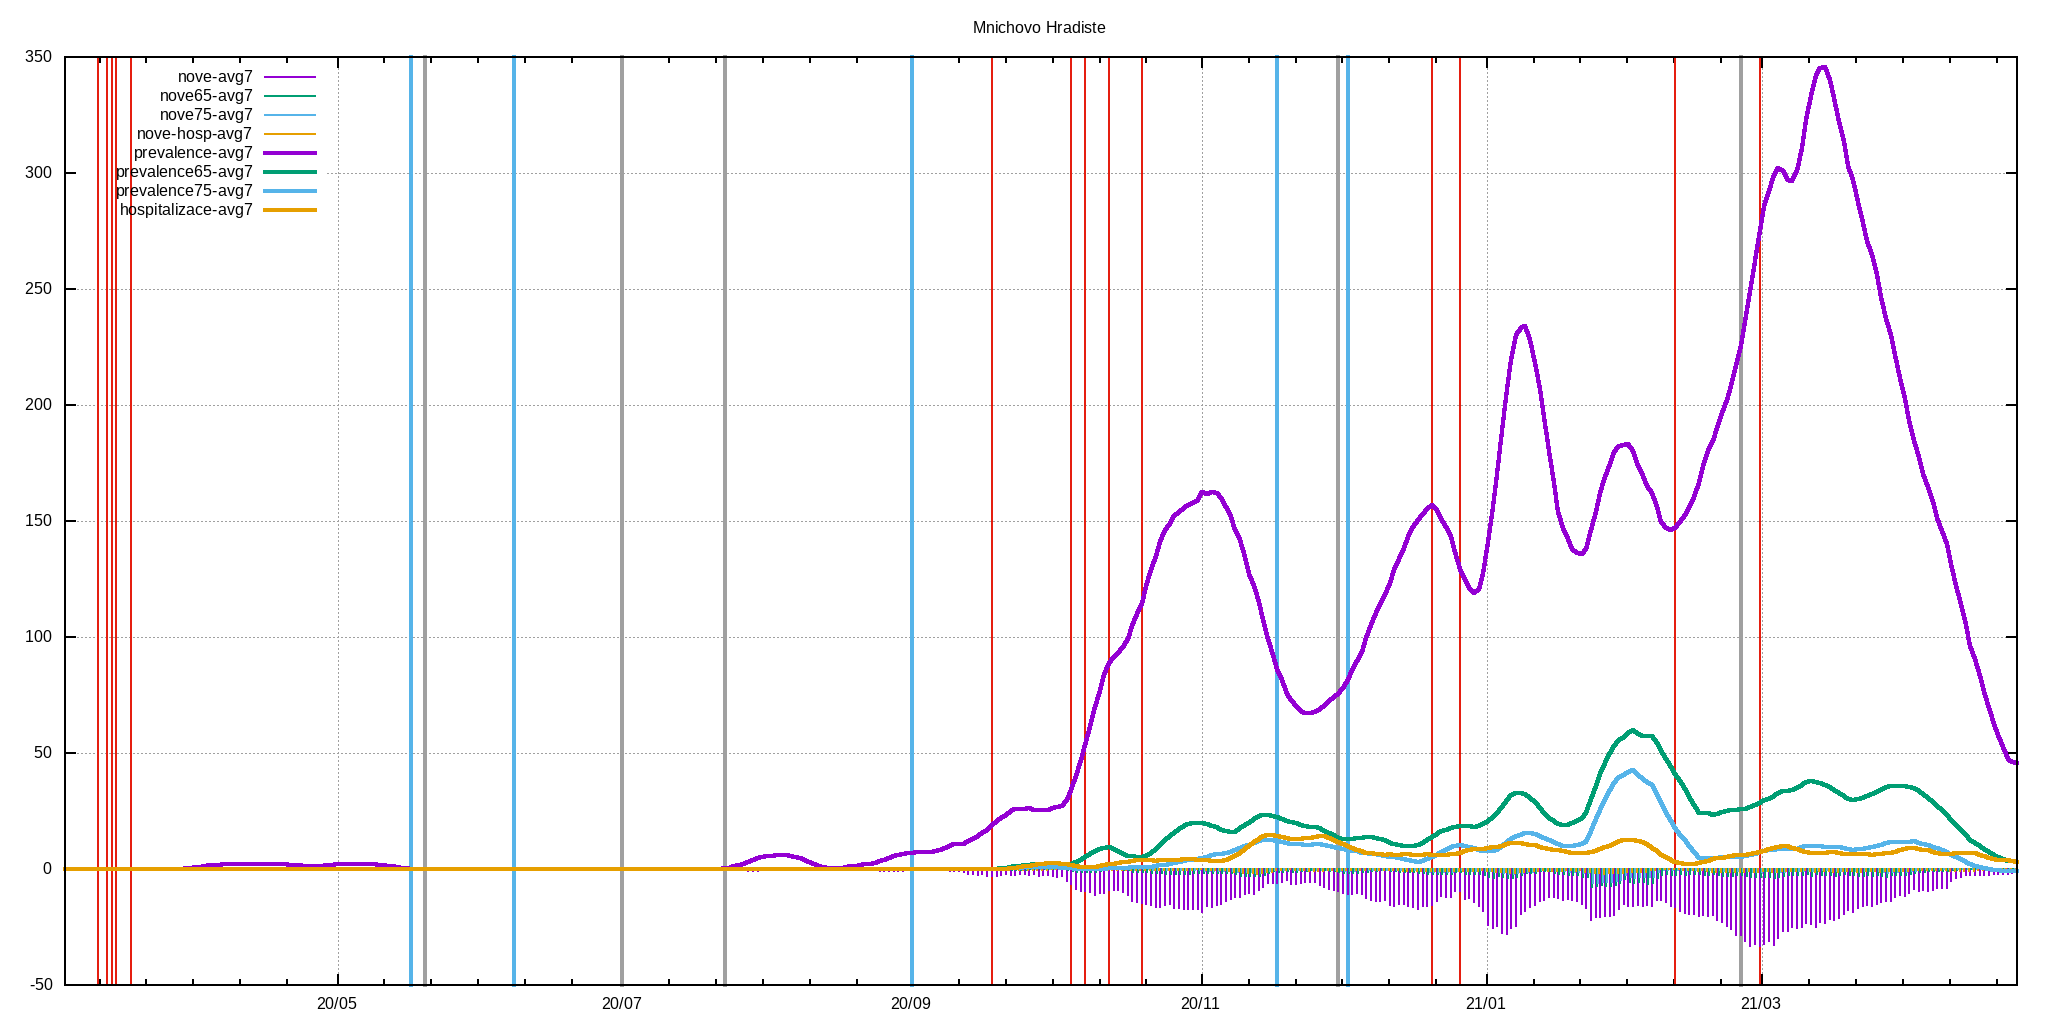 Mnichovo Hradiste
350
300
250
200
150
100
50
0
-50
nove-avg7
nove65-avg7
nove75-avg7
nove-hosp-avg7
prevalence-avg7
prevalence65-avg7
prevalence75-avg7
hospitalizace-avg7
20/05
20/07
20/09
20/11
21/01
21/03